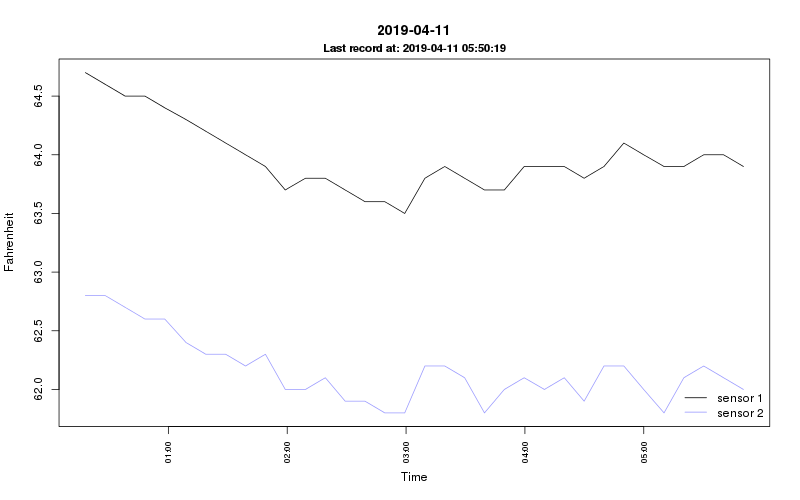 2019-04-11
Last record at: 2019-04-11 05:50:19
Fahrenheit
64.5
64.0
63.5
63.0
62.5
62.0
sensor 1
sensor 2
01:00
02:00
03:00
04:00
05:00
Time